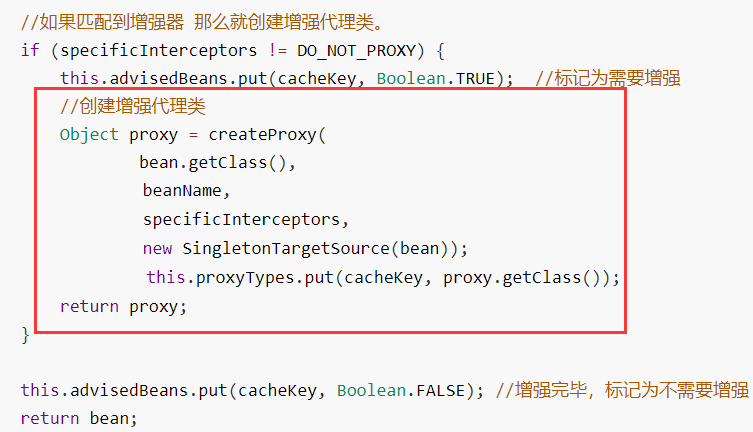 //如果匹配到增强器 那么就创建增强代理类。
if (specificInterceptors != DO_NOT_PROXY) {
this.advisedBeans.put(cacheKey, Boolean.TRUE);  //标记为需要增强
//创建增强代理类
Object proxy = createProxy(
bean.getClass(),
beanName,
specificInterceptors,
new SingletonTargetSource(bean));
this.proxyTypes.put(cacheKey, proxy.getClass());
return proxy;
}
this.advisedBeans.put(cacheKey, Boolean.FALSE); //增强完毕，标记为不需要增强
return bean;